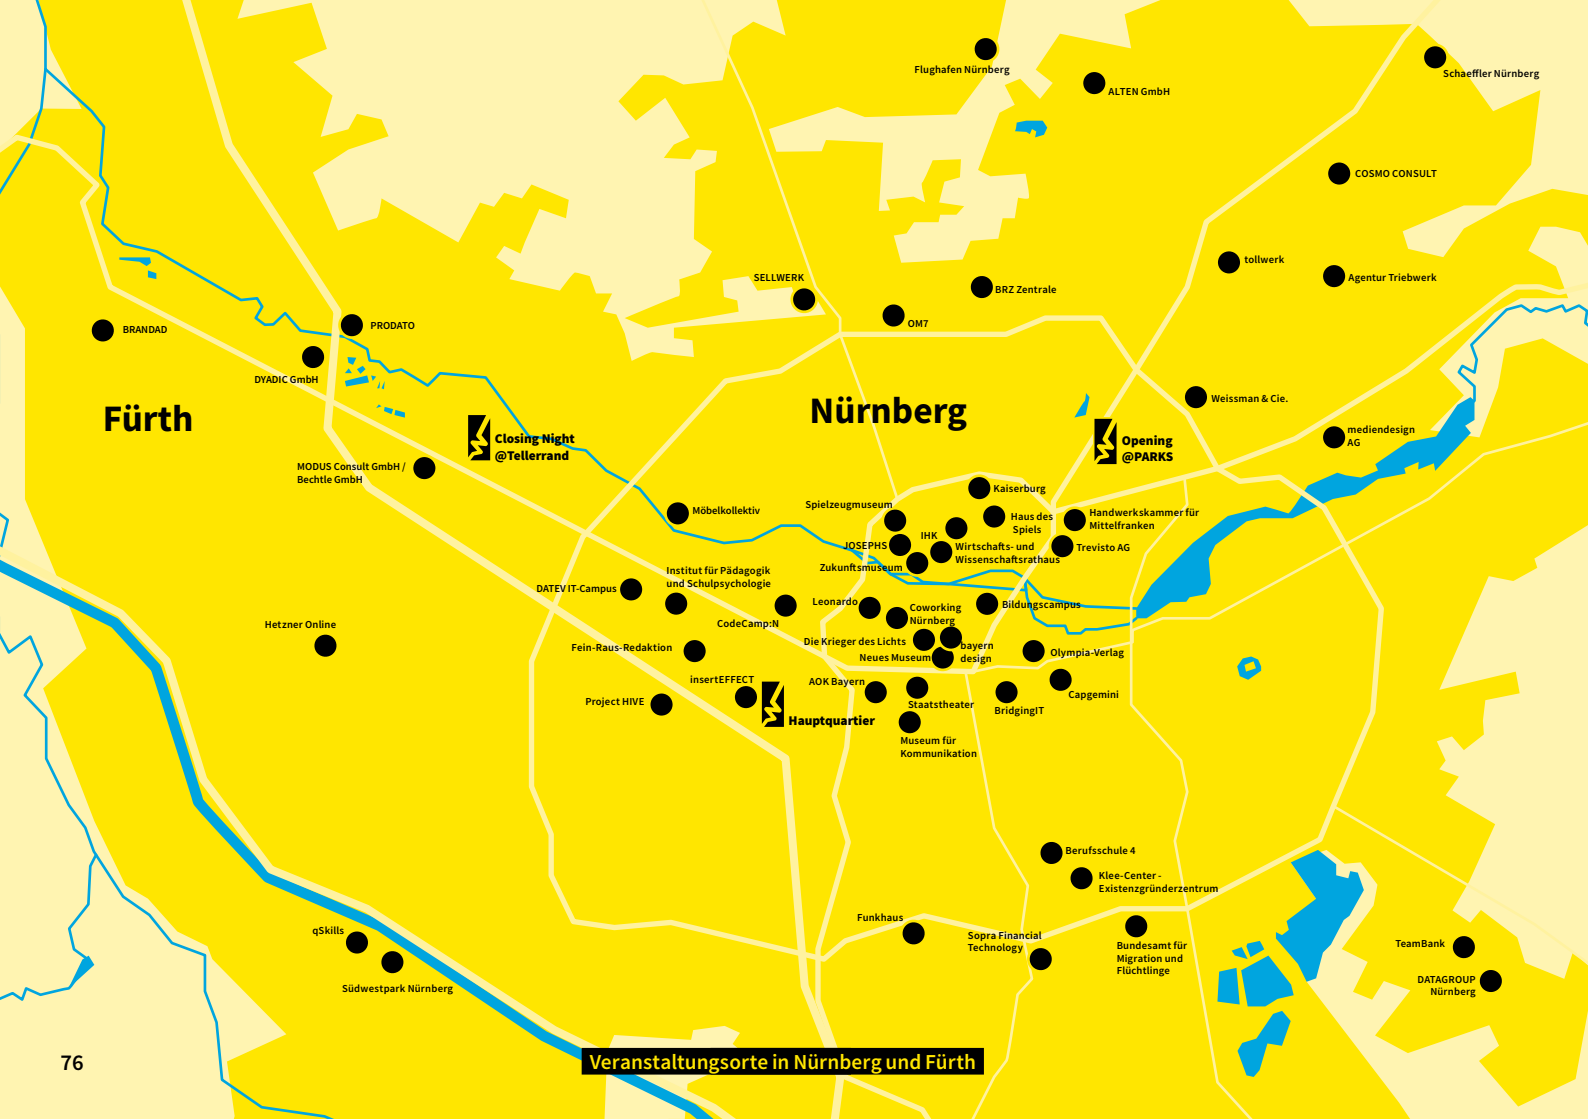 Flughafen Nürnberg
ALTEN GmbH
Schaeffler Nürnberg
COSMO CONSULT
tollwerk
Agentur Triebwerk
SELLWERK
BRZ Zentrale
OM7
BRANDAD
PRODATO
DYADIC GmbH
Fürth
Nürnberg
Weissman & Cie.
mediendesign
AG
Closing Night
@Tellerrand
Opening
@PARKS
MODUS Consult GmbH /
Bechtle GmbH
Möbelkollektiv
Spielzeugmuseum
Kaiserburg
Haus des
Spiels
Handwerkskammer für
Mittelfranken
IHK
JOSEPHS
Wirtschafts- und
Wissenschaftsrathaus
Trevisto AG
Zukunftsmuseum
Institut für Pädagogik
und Schulpsychologie
DATEV IT-Campus
CodeCamp:N
Leonardo
Coworking
Nürnberg
Bildungscampus
Hetzner Online
Fein-Raus-Redaktion
Die Krieger des Lichts
bayern
design
Neues Museum
Olympia-Verlag
insertEFFECT
AOK Bayern
Project HIVE
Hauptquartier
Staatstheater
BridgingIT
Capgemini
Museum für
Kommunikation
Berufsschule 4
Klee-Center -
Existenzgründerzentrum
Funkhaus
Sopra Financial
Technology
Bundesamt für
Migration und
Flüchtlinge
qSkills
Südwestpark Nürnberg
TeamBank
DATAGROUP
Nürnberg
76
Veranstaltungsorte in Nürnberg und Fürth